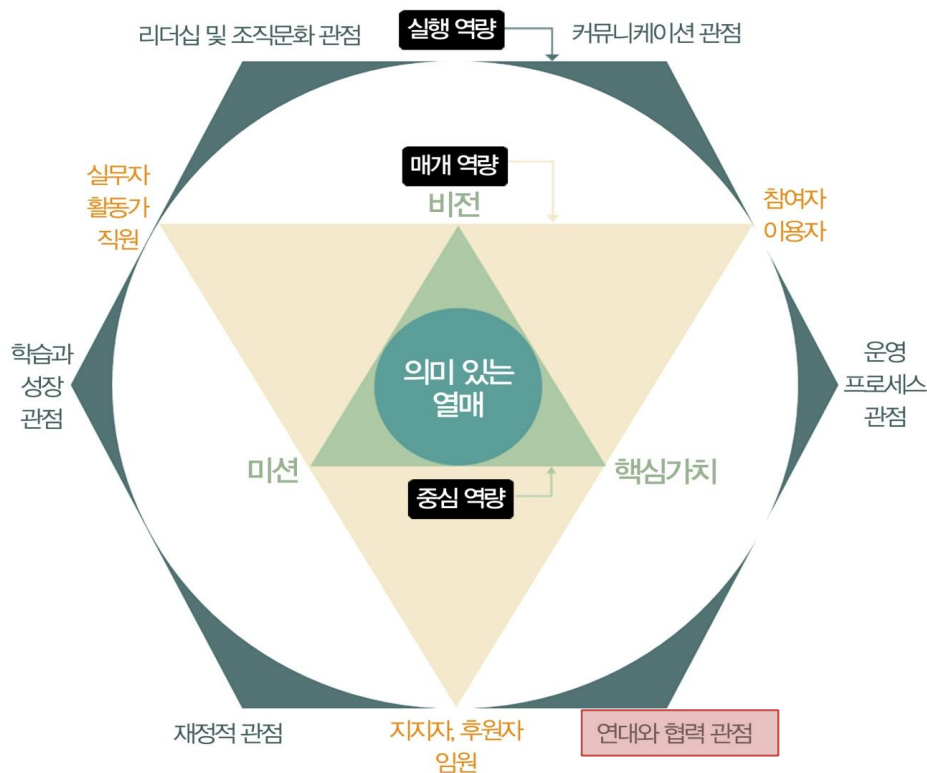 리더십 및 조직문화 관점
실행 역량
커뮤니케이션 관점
매개 역량
실무자
활동가
직원
비전
참여자
이용자
학습과
성장
관점
의미 있는
열매
운영
프로세스
관점
미션
핵심가치
중심 역량
재정적 관점
지지자, 후원자
임원
연대와 협력 관점